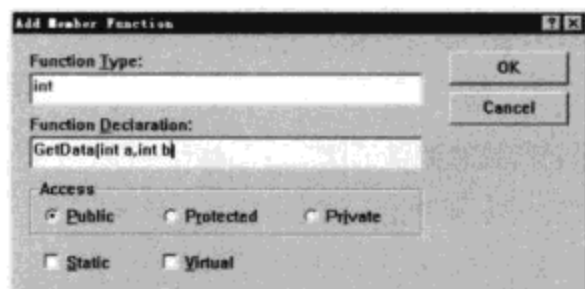 Add Member Function
Function Type:
int
OK
Cancel
Function Declaration:
GetData(int a,int b
Access
Public Protected Private
Static Virtual